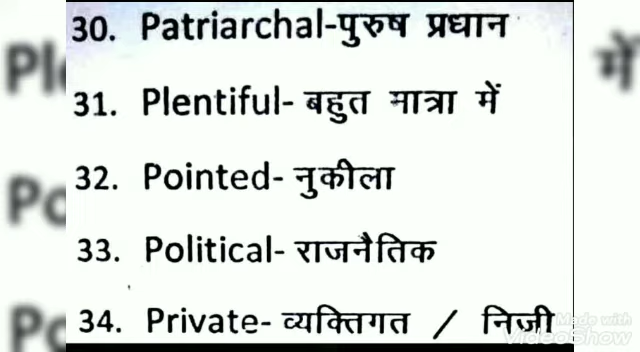 30. Patriarchal-पुरुष प्रधान
31. Plentiful- बहुत मात्रा में
32. Pointed- नुकीला
33. Political- राजनैतिक
34. Private- व्यक्तिगत / निजी
Made with
VideoShow